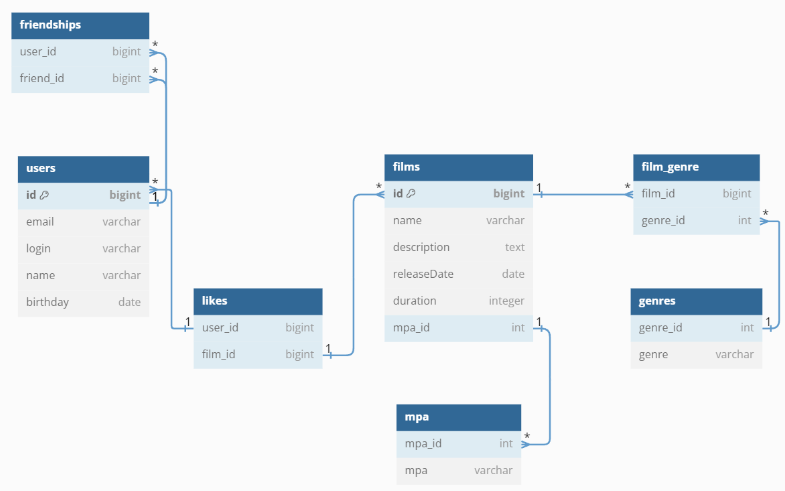 friendships
user_id bigint *
friend_id bigint *
users
id bigint * 1
email varchar
login varchar
name varchar
birthday date
likes
user_id bigint 1
film_id bigint 1
films
id bigint * 1
name varchar
description text
releaseDate date
duration integer
mpa_id int 1
mpa
mpa_id int *
mpa varchar
film_genre
film_id bigint *
genre_id int *
genres
genre_id int 1
genre varchar